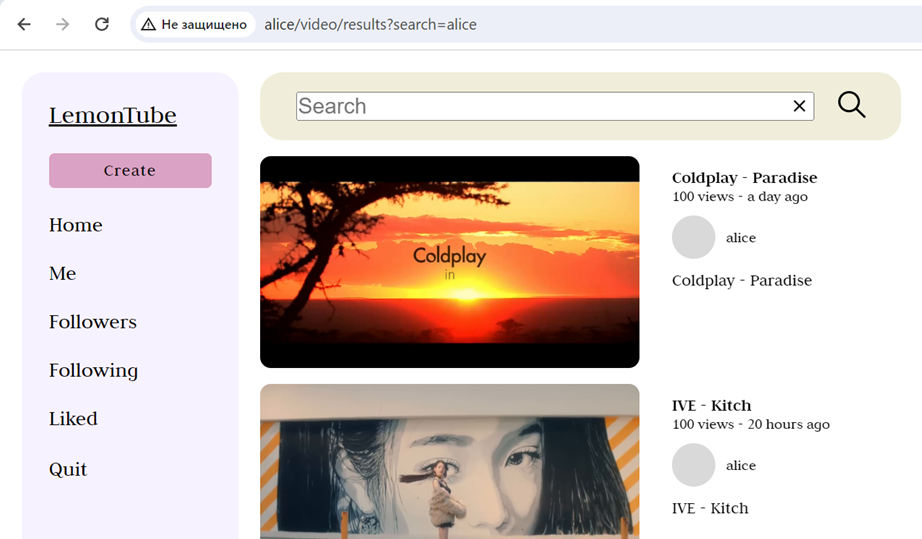 Не защищено alice/video/results?search=alice
LemonTube
Search
Create
Home
Me
Followers
Following
Liked
Quit
Coldplay
in
Coldplay - Paradise
100 views - a day ago
alice
Coldplay - Paradise
IVE - Kitch
100 views - 20 hours ago
alice
IVE - Kitch